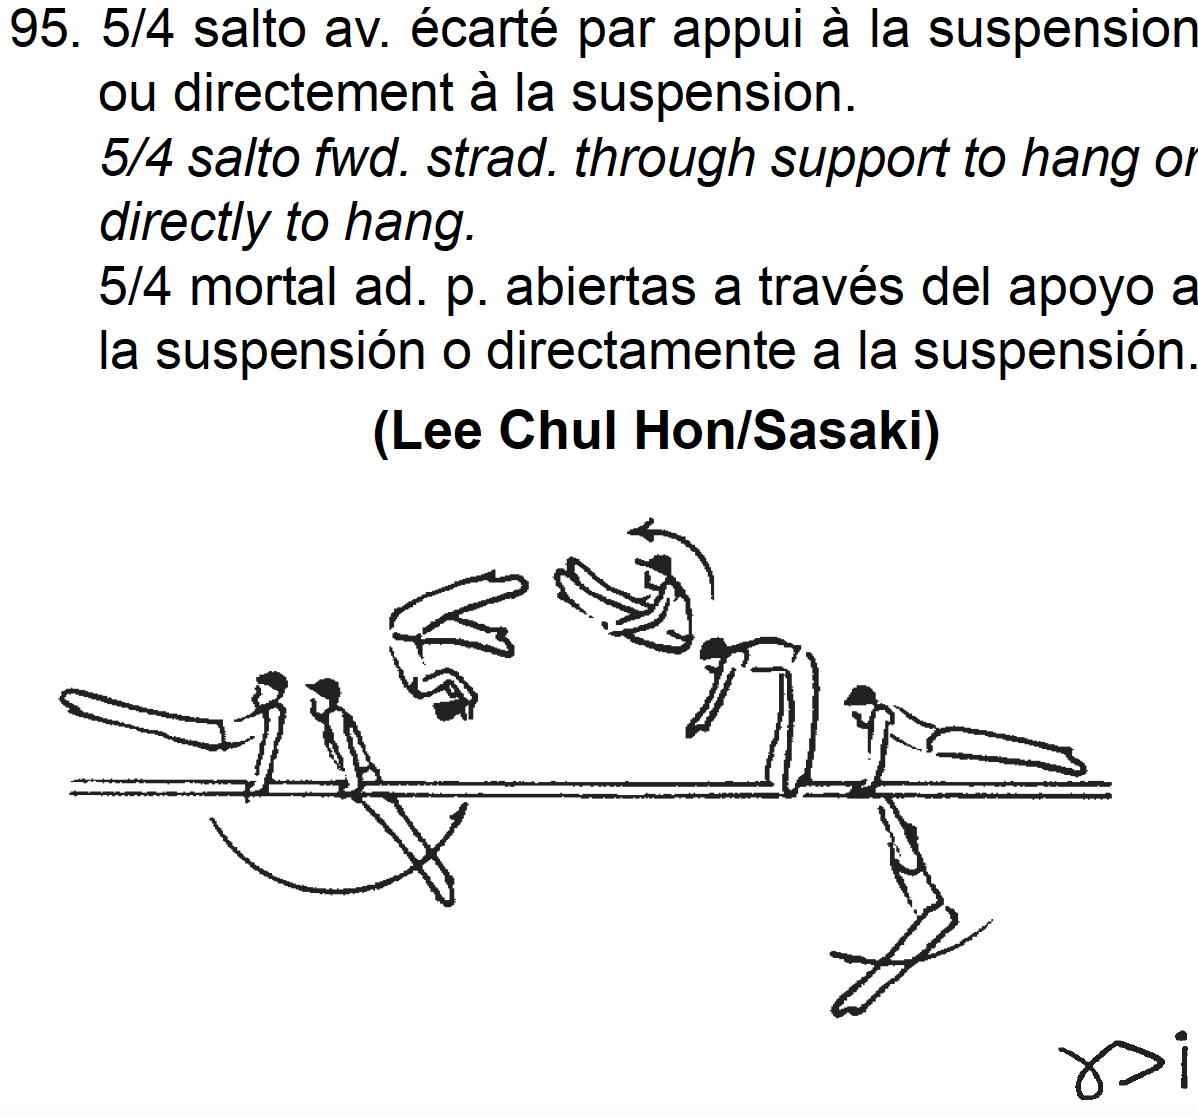 95. 5/4 salto av. écarté par appui à la suspension
ou directement à la suspension.
5/4 salto fwd. strad. through support to hang or
directly to hang.
5/4 mortal ad. p. abiertas a través del apoyo a
la suspensión o directamente a la suspensión.
(Lee Chul Hon/Sasaki)